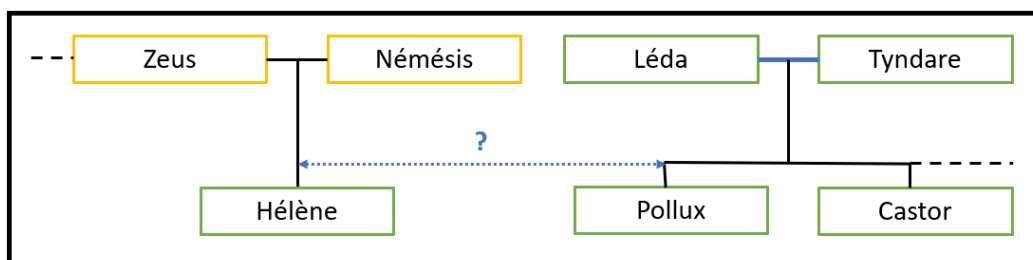 Zeus
Némésis
Léda
Tyndare
?
Hélène
Pollux
Castor